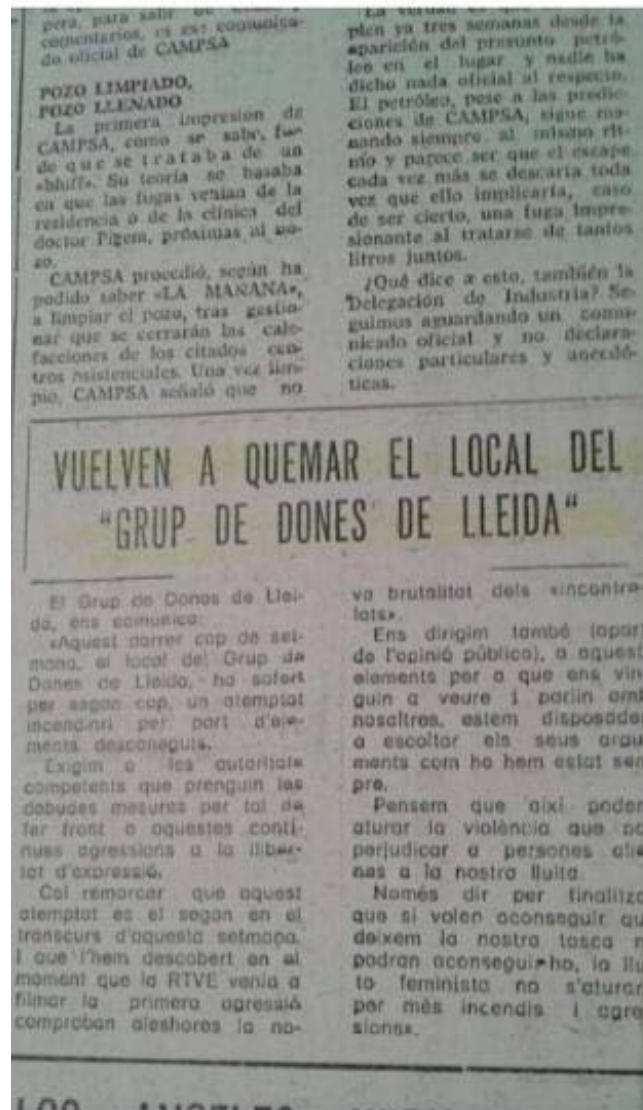 pera, para saber
comentarios, es ese comunica-
do oficial de CAMPSA
POZO LIMPIADO,
POZO LLENADO
La primera impresión de
CAMPSA, como se sabe, fue
de que se trataba de un
«bluff». Su teoría se basaba
en que las fugas venían de la
residencia o de la clínica del
doctor Pigem, próximas al po-
zo.
CAMPSA procedió, según ha
podido saber «LA MAÑANA»,
a limpiar el pozo, tras gestio-
nar que se cerrarán las cale-
facciones de los citados cen-
tros asistenciales. Una vez lim-
pio, CAMPSA señaló que no
La verdad es que
plen ya tres semanas desde la
aparición del presunto petró-
leo en el lugar y nadie ha
dicho nada oficial al respecto.
El petróleo, pese a las predic-
ciones de CAMPSA, sigue ma-
nando siempre al mismo rit-
mo y parece ser que el escape
cada vez más se descarta toda
vez que ello implicaría, caso
de ser cierto, una fuga impre-
sionante al tratarse de tantos
litros juntos.
¿Qué dice a esto, también la
Delegación de Industria? Se-
guimos aguardando un comu-
nicado oficial y no declara-
ciones particulares y anecdó-
ticas.
VUELVEN A QUEMAR EL LOCAL DEL
"GRUP DE DONES DE LLEIDA"
El Grup de Dones de Llei-
da, ens comunica:
«Aquest darrer cap de set-
mana, el local del Grup de
Dones de Lleida, ha sofert
per segon cop, un atemptat
incendiri per part d'ele-
ments desconeguts.
Exigim a les autoritats
competents que prenguin les
degudes mesures per tal de
fer front a aquestes conti-
nues agressions a la lliber-
tat d'expressió.
Cal remarcar que aquest
atemptat es el segon en el
transcurs d'aquesta setmana.
I que l'hem descobert en el
moment que la RTVE venia a
filmar la primera agressió
comproban aleshores la no-
va brutalitat dels «incontro-
lats».
Ens dirigim també (apar
de l'opinió pública), a aquest
elements per a que ens vin
guin a veure i parlin amb
nosaltres, estem disposades
a escoltar els seus argu
ments com ho hem estat sem
pre.
Pensem que així poden
aturar la violència que po
perjudicar a persones alie
nas a la nostra lluita.
Només dir per finalitza
que si volen aconseguir qu
deixem la nostra tasca n
podran aconseguir-ho, la llu
ta feminista no s'aturar
per mès incendis i agre
sions».
LOS ANGELES